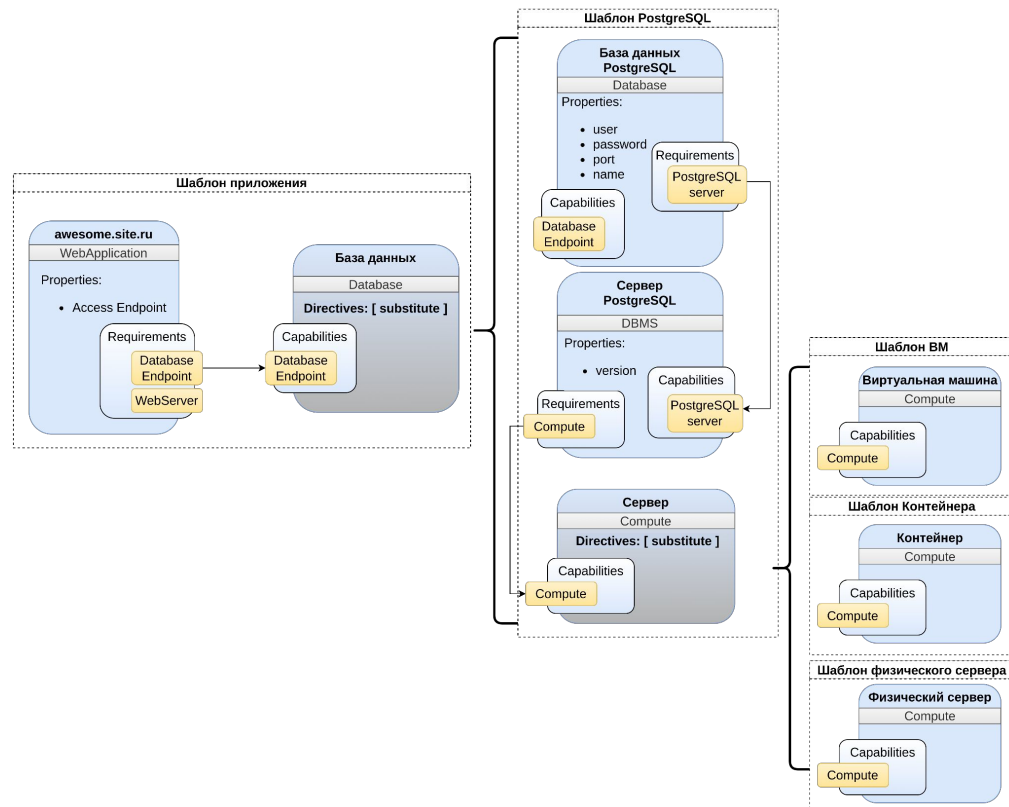 Шаблон приложения
awesome.site.ru
WebApplication
Properties:
• Access Endpoint
Requirements
Database
Endpoint
WebServer
База данных
Database
Directives: [ substitute ]
Capabilities
Database
Endpoint
Шаблон PostgreSQL
База данных
PostgreSQL
Database
Properties:
• user
• password
• port
• name
Requirements
PostgreSQL
server
Capabilities
Database
Endpoint
Сервер
PostgreSQL
DBMS
Properties:
• version
Capabilities
PostgreSQL
server
Requirements
Compute
Сервер
Compute
Directives: [ substitute ]
Capabilities
Compute
Шаблон ВМ
Виртуальная машина
Compute
Capabilities
Compute
Шаблон Контейнера
Контейнер
Compute
Capabilities
Compute
Шаблон физического сервера
Физический сервер
Compute
Capabilities
Compute